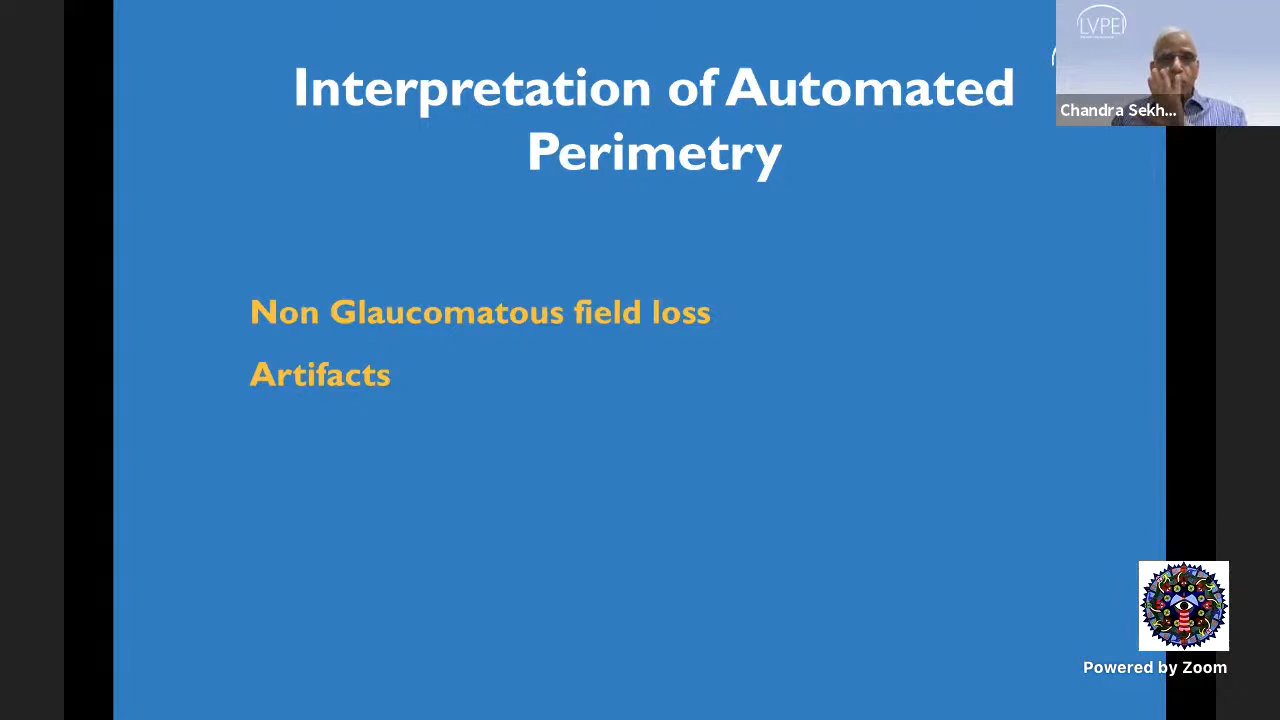 Interpretation of Automated
Perimetry
LVPEI
Chandra Sekh...
Non Glaucomatous field loss
Artifacts
Powered by Zoom